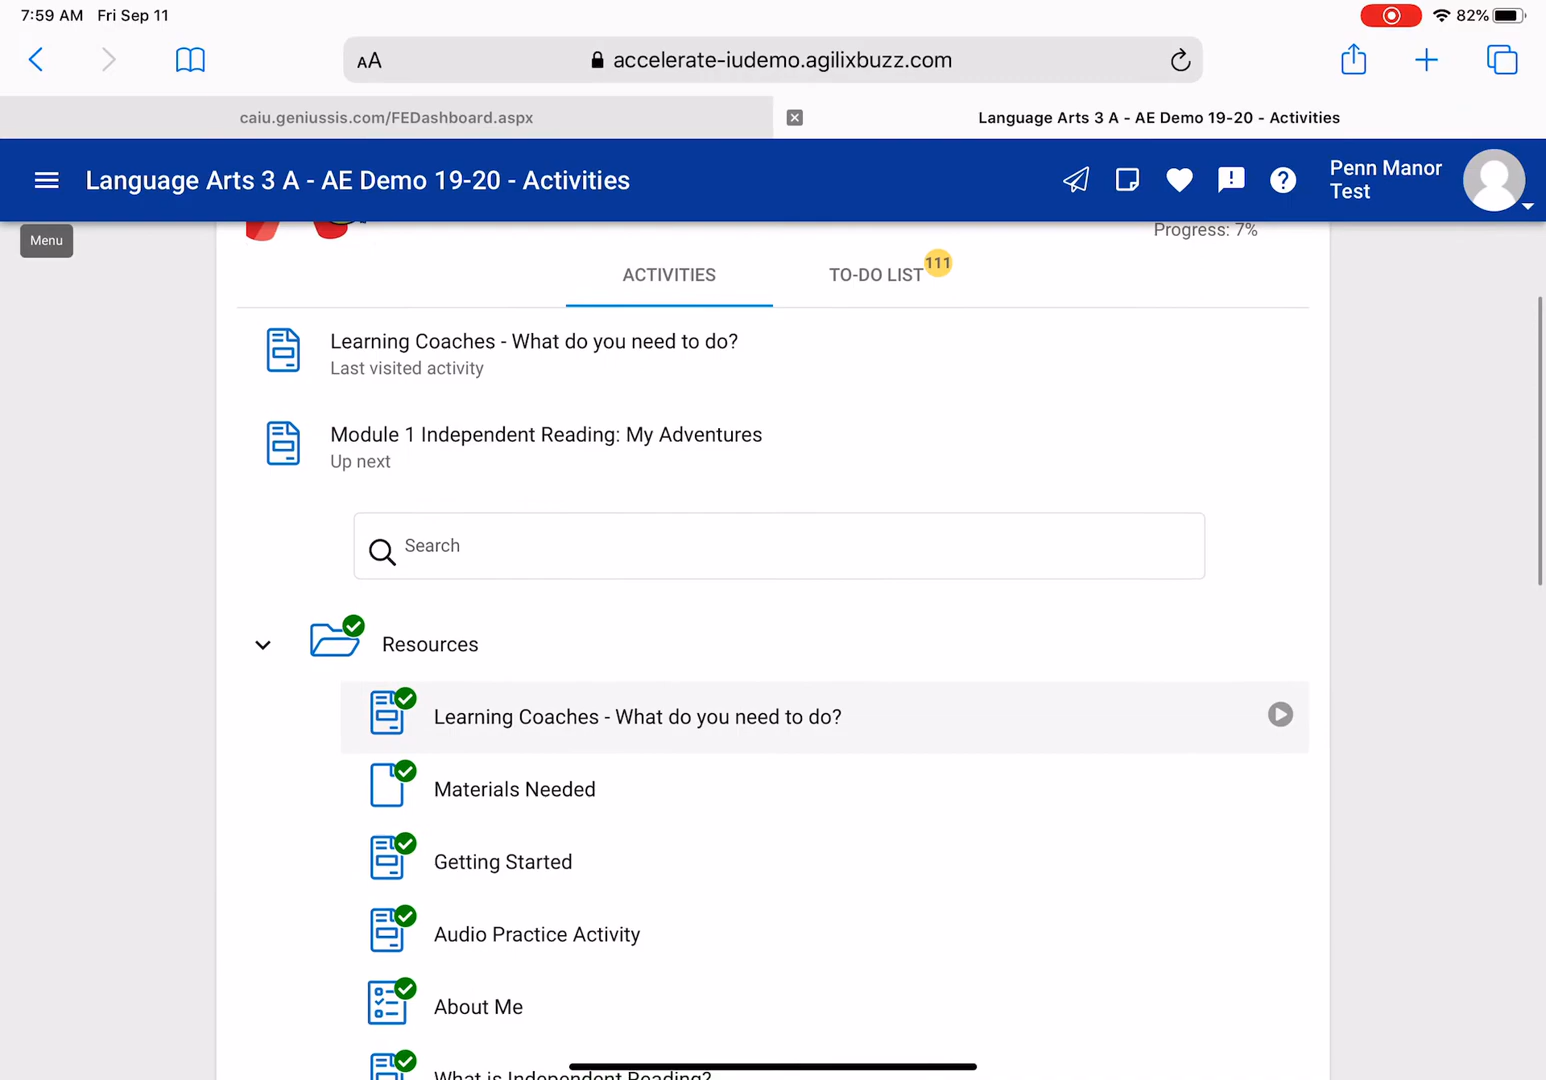 7:59 AM Fri Sep 11
82%
AA
accelerate-iudemo.agilixbuzz.com
caiu.geniussis.com/FEDashboard.aspx
Language Arts 3 A - AE Demo 19-20 - Activities
Language Arts 3 A - AE Demo 19-20 - Activities
Penn Manor
Test
Menu
Progress: 7%
ACTIVITIES
TO-DO LIST
111
Learning Coaches - What do you need to do?
Last visited activity
Module 1 Independent Reading: My Adventures
Up next
Search
Resources
Learning Coaches - What do you need to do?
Materials Needed
Getting Started
Audio Practice Activity
About Me
What is Independent Reading?